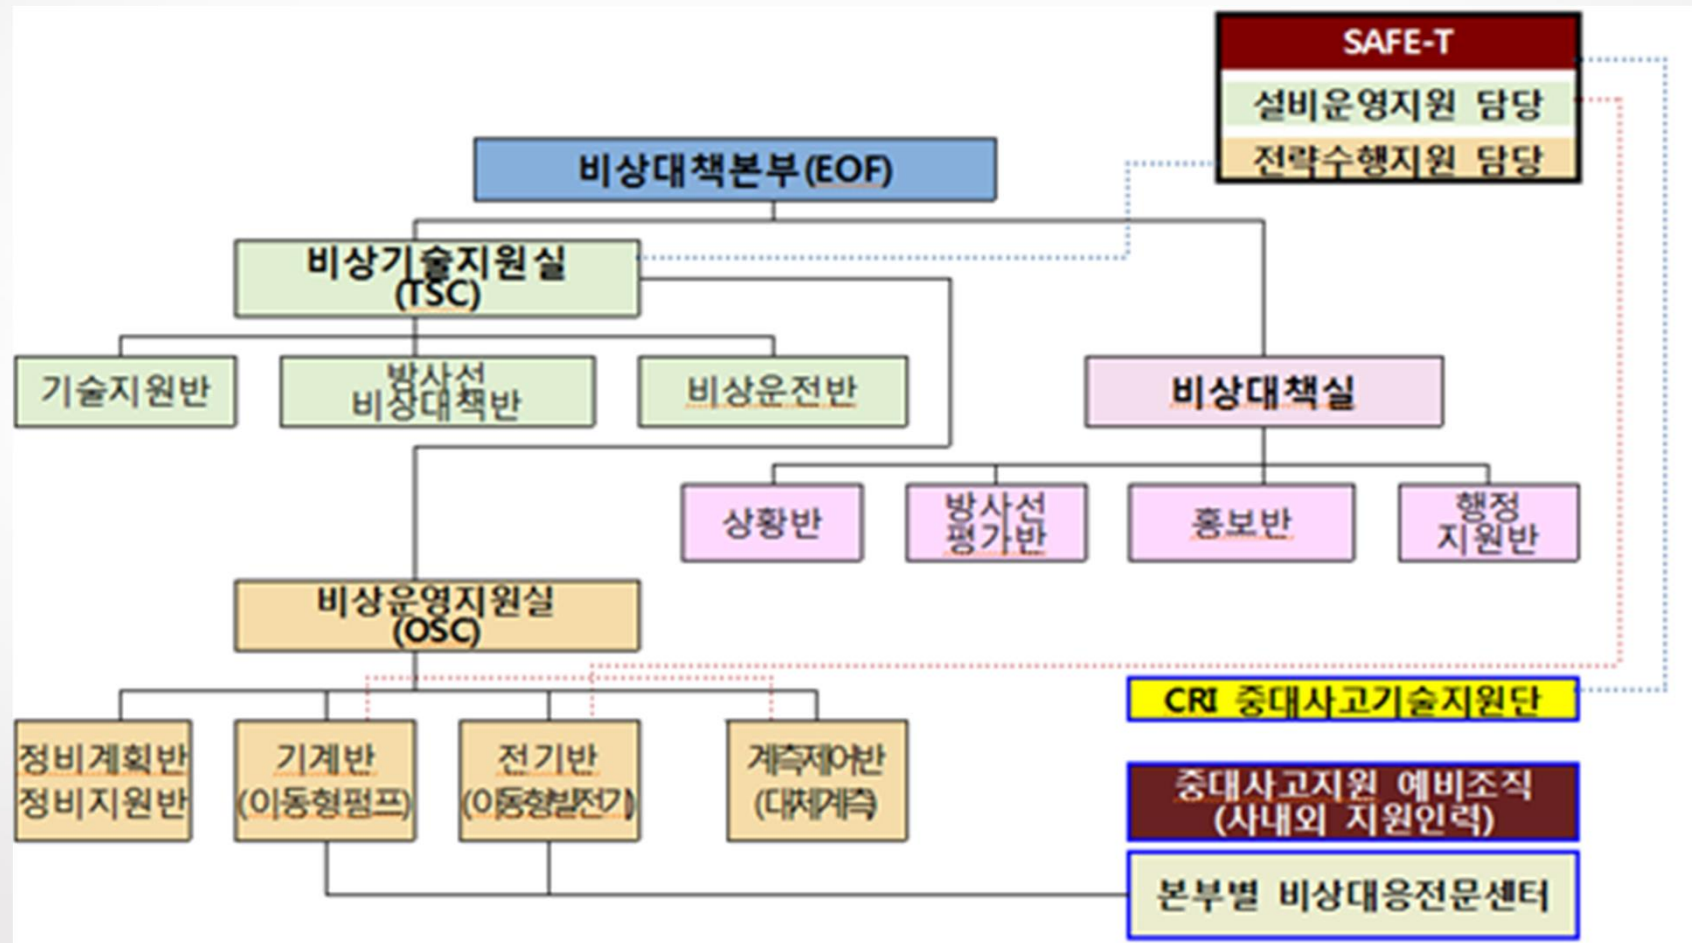 SAFE-T
설비운영지원 담당
전략수행지원 담당
비상대책본부(EOF)
비상기술지원실
(TSC)
기술지원반
방사선
비상대책반
비상운전반
비상대책실
상황반
방사선
평가반
홍보반
행정
지원반
비상운영지원실
(OSC)
정비계획반
정비지원반
기계반
(이동형펌프)
전기반
(이동형발전기)
계측제어반
(대체계측)
CRI 중대사고기술지원단
중대사고지원 예비조직
(사내외 지원인력)
본부별 비상대응전문센터